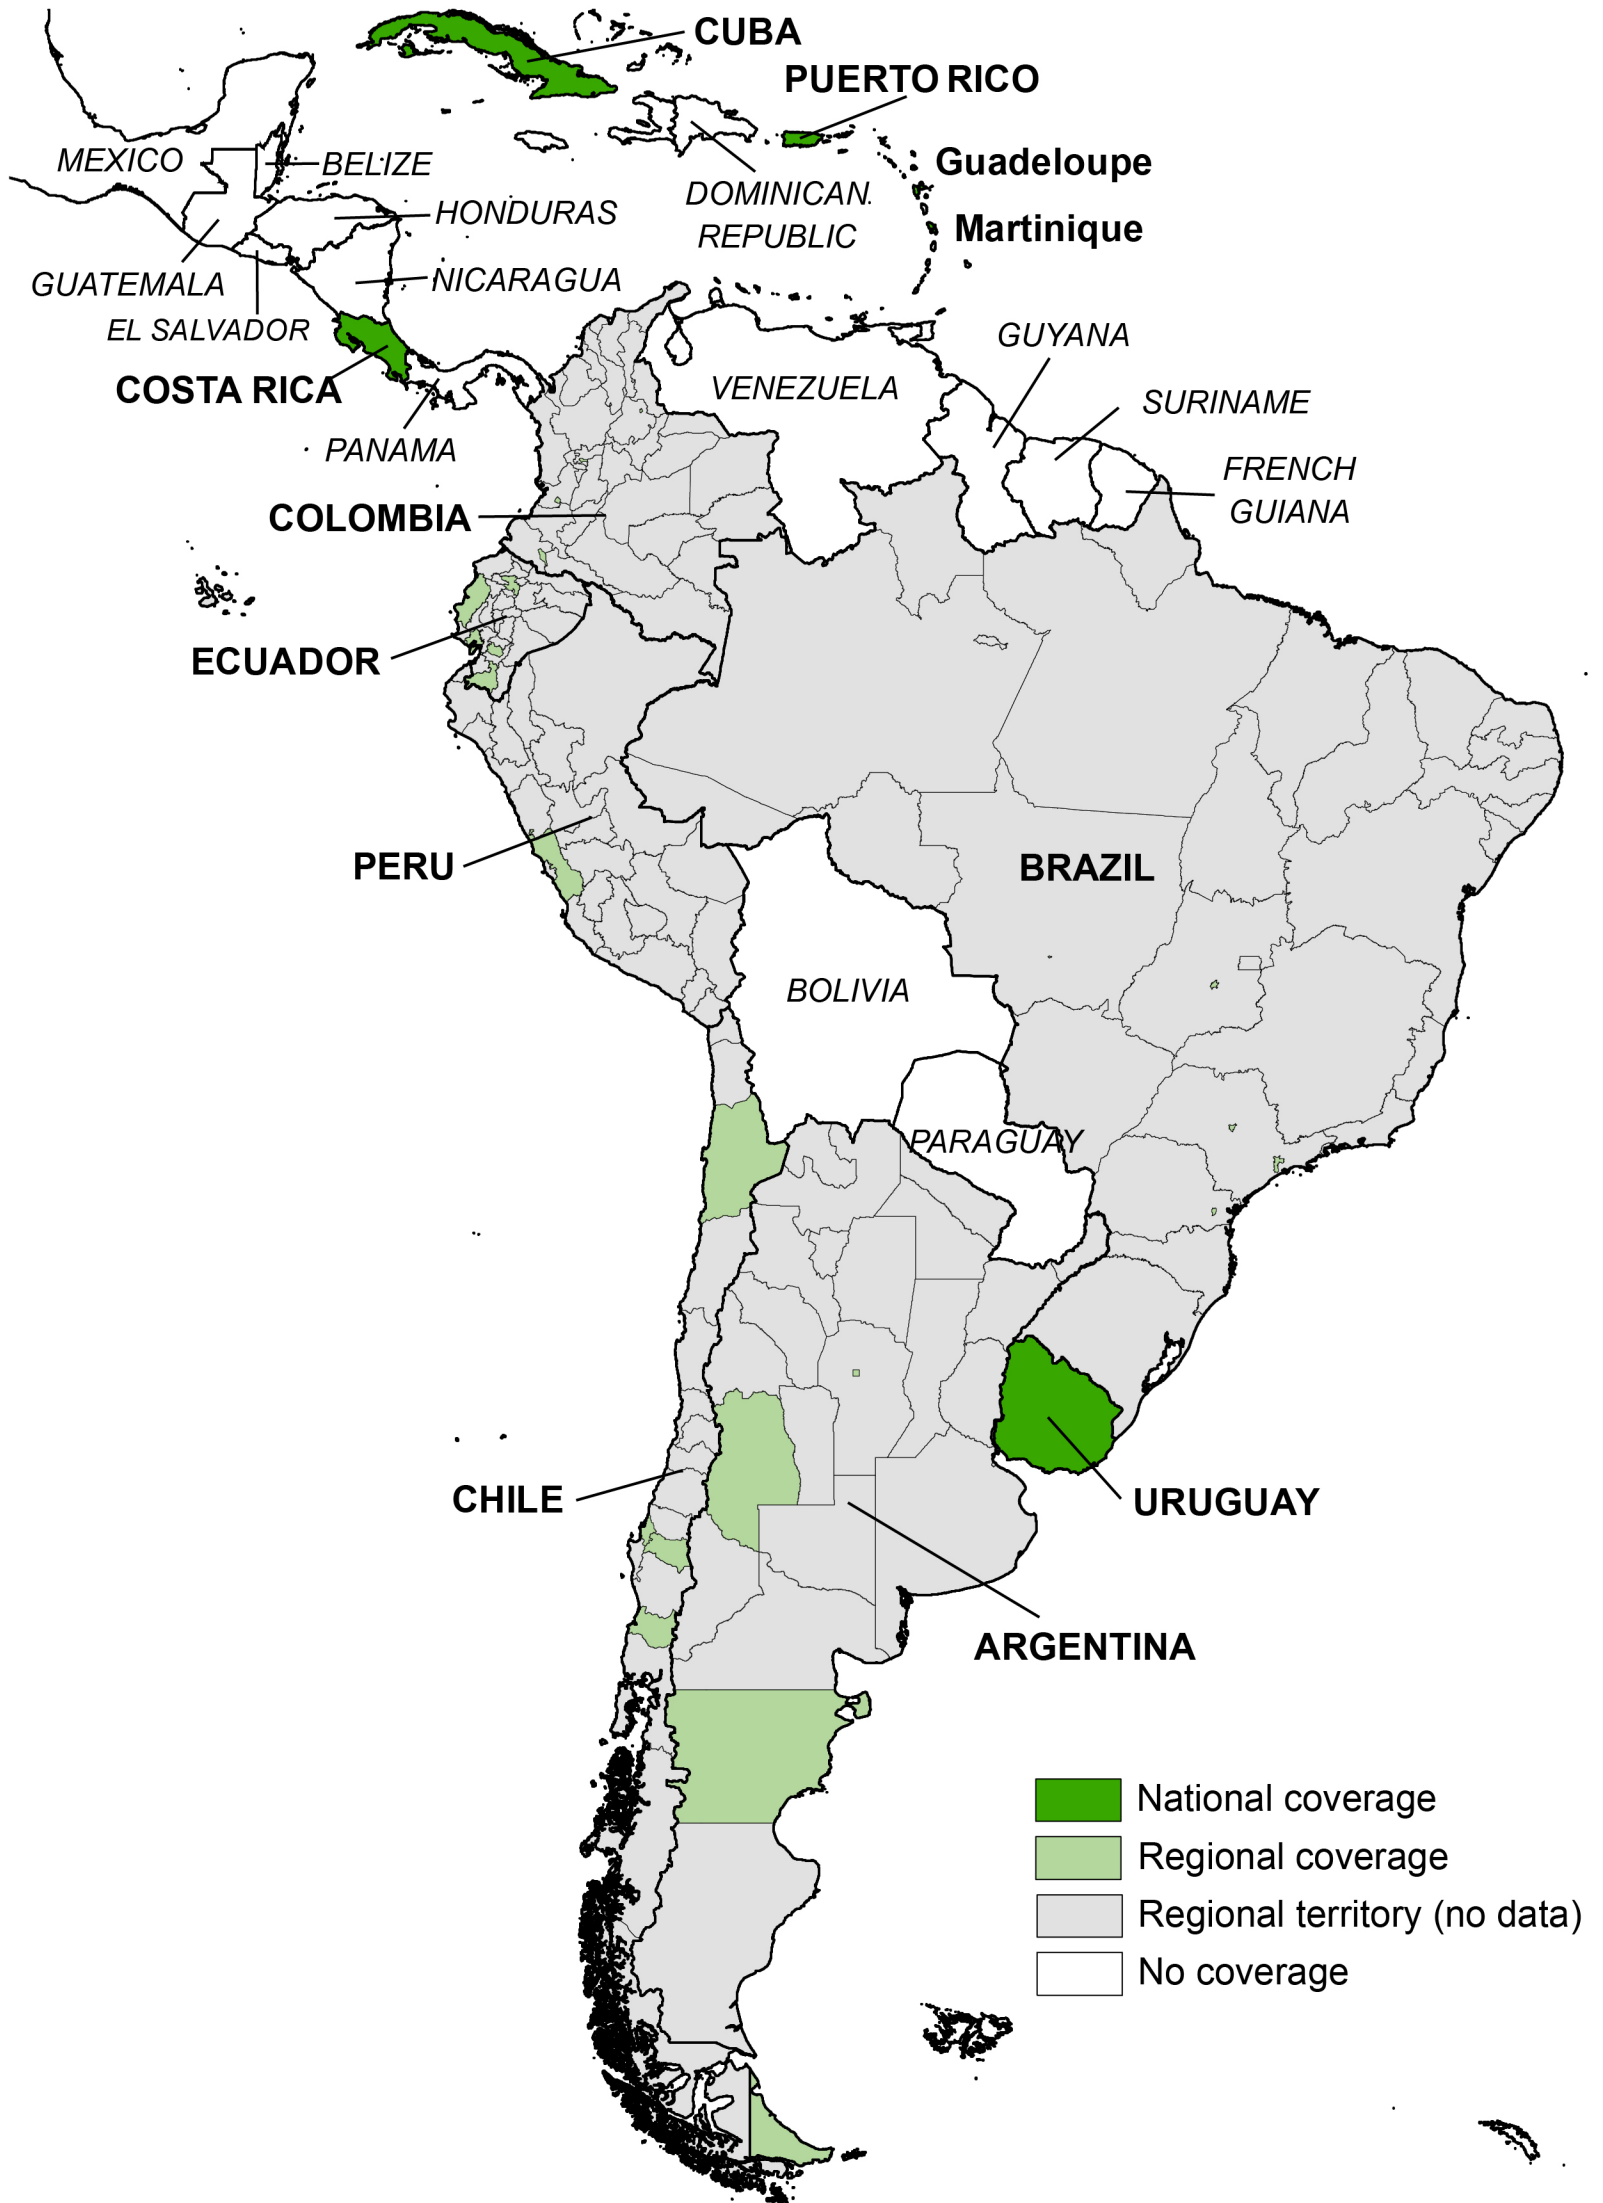 CUBA
PUERTO RICO
MEXICO
BELIZE
Guadeloupe
DOMINICAN
REPUBLIC
HONDURAS
Martinique
GUATEMALA
NICARAGUA
EL SALVADOR
GUYANA
COSTA RICA
VENEZUELA
SURINAME
PANAMA
FRENCH
GUIANA
COLOMBIA
ECUADOR
PERU
BRAZIL
BOLIVIA
PARAGUAY
CHILE
URUGUAY
ARGENTINA
National coverage
Regional coverage
Regional territory (no data)
No coverage